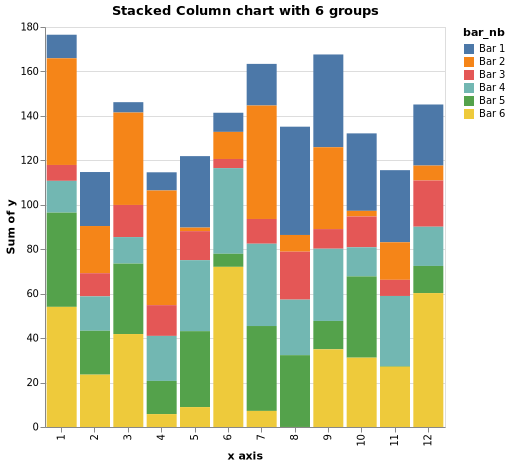 Stacked Column chart with 6 groups
bar_nb
Bar 1
Bar 2
Bar 3
Bar 4
Bar 5
Bar 6
Sum of y
180
160
140
120
100
80
60
40
20
0
1 2 3 4 5 6 7 8 9 10 11 12
x axis